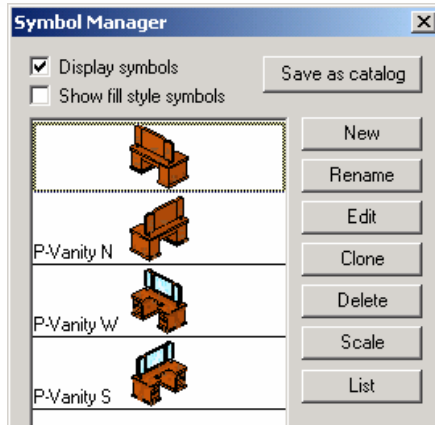 Symbol Manager
Display symbols
Show fill style symbols
Save as catalog
New
Rename
P-Vanity N
Edit
Clone
P-Vanity W
Delete
Scale
P-Vanity S
List